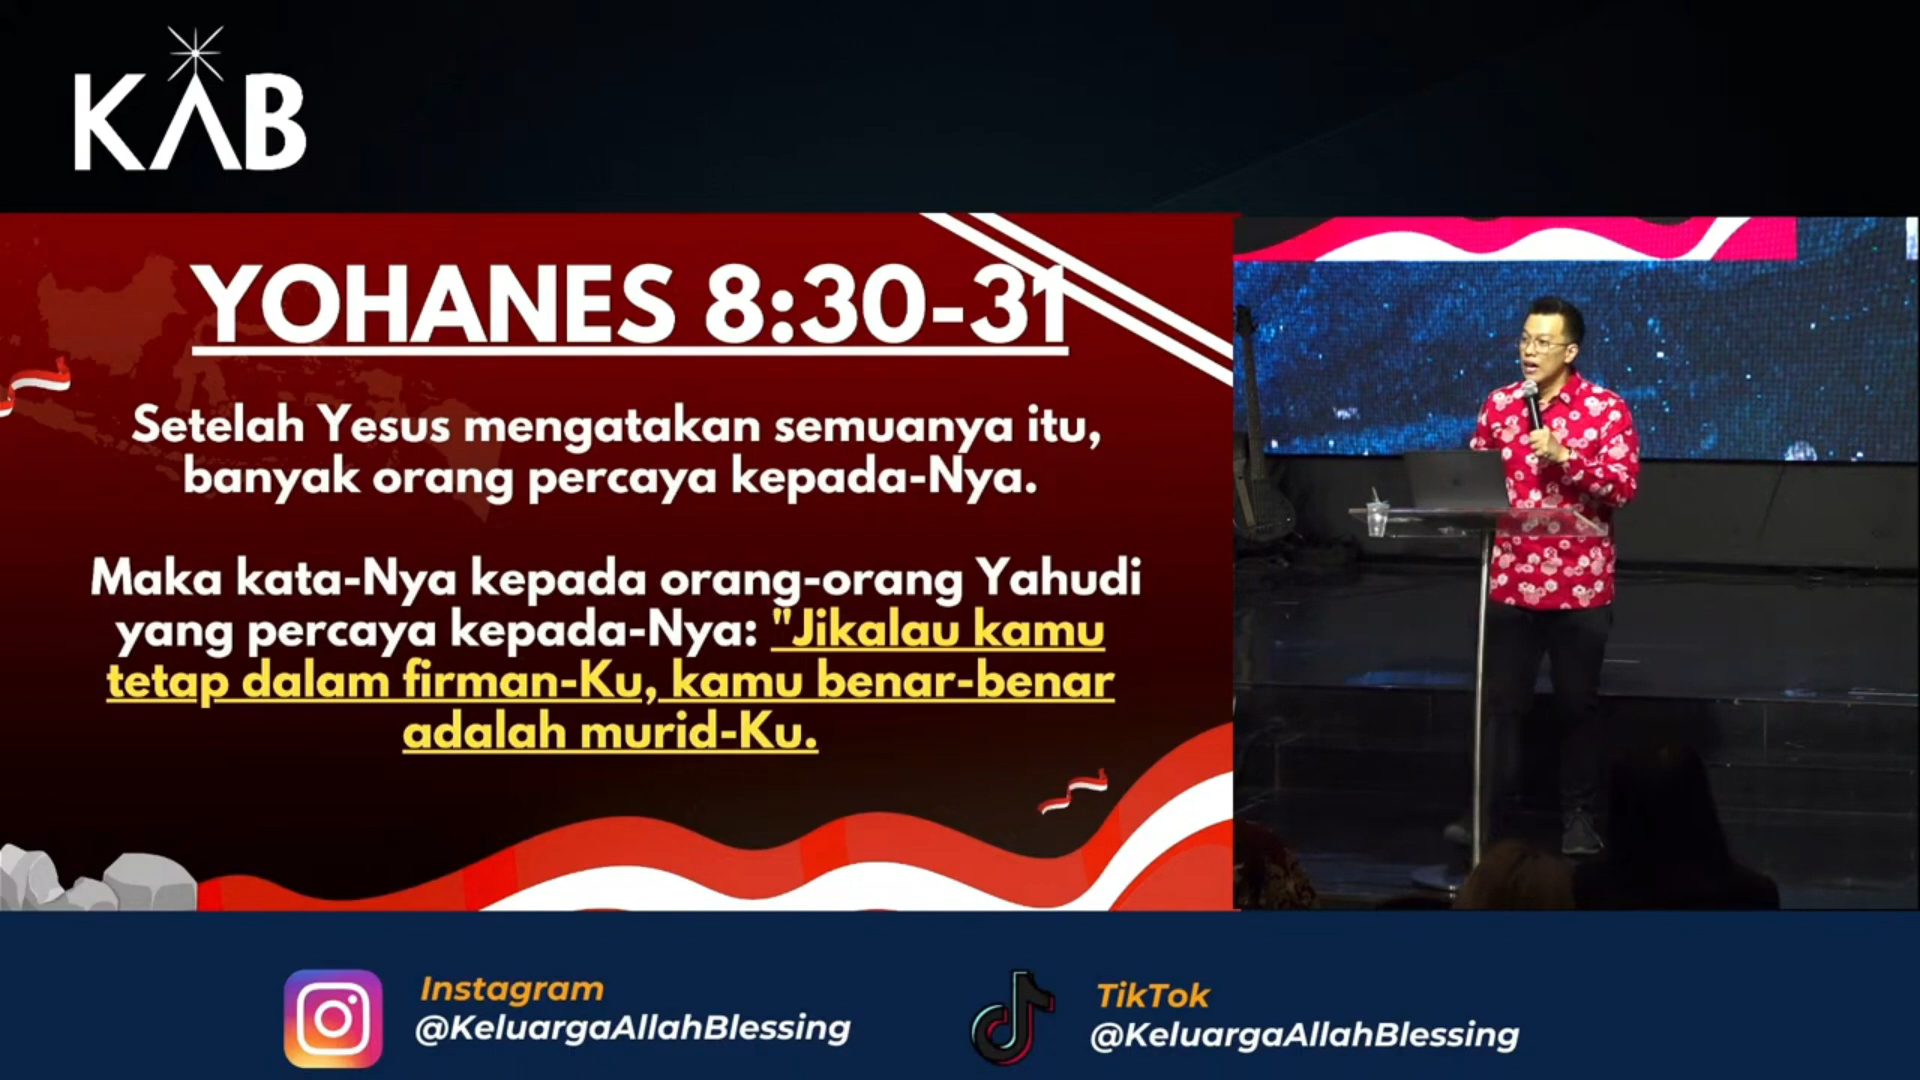 KAB
YOHANES 8:30-31
Setelah Yesus mengatakan semuanya itu,
banyak orang percaya kepada-Nya.
Maka kata-Nya kepada orang-orang Yahudi
yang percaya kepada-Nya: "Jikalau kamu
tetap dalam firman-Ku, kamu benar-benar
adalah murid-Ku.
Instagram
@KeluargaAllahBlessing
TikTok
@KeluargaAllahBlessing